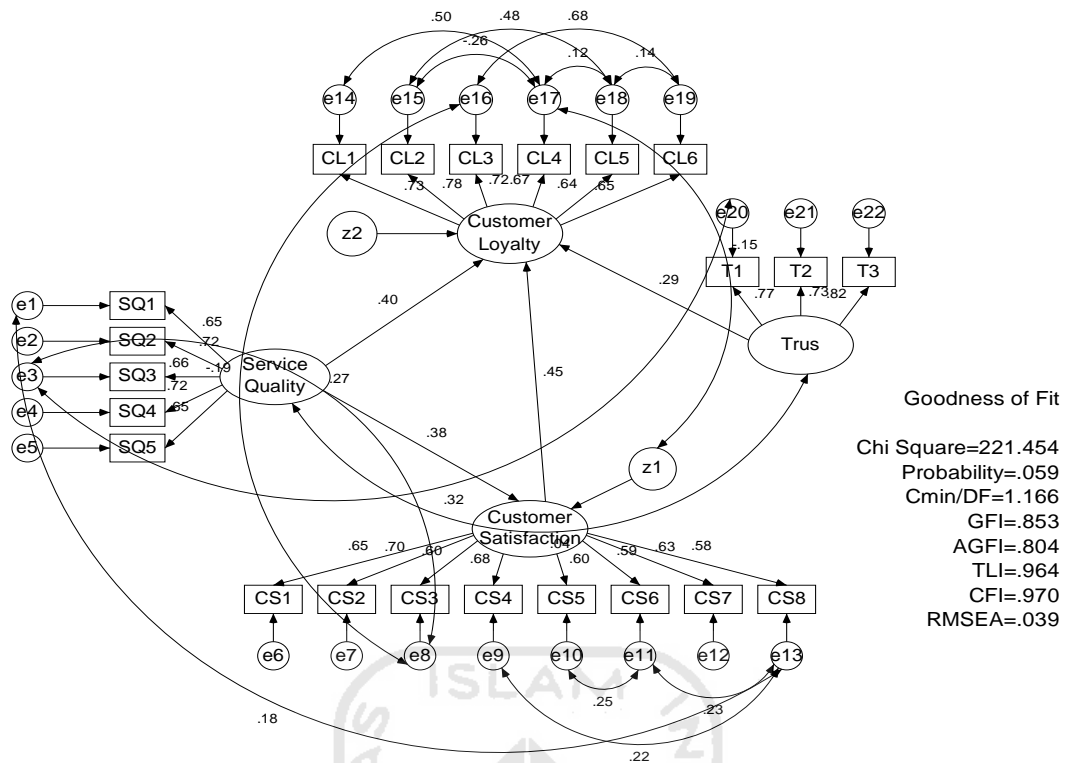 .50 .48 .68
-.26 .12 .14
e14 e15 e16 e17 e18 e19
CL1 CL2 CL3 CL4 CL5 CL6
.73 .78 .72 .67 .64 .65
z2
Customer
Loyalty
e20 e21 e22
-.15
T1 T2 T3
.77 .73 .82
.29
Trus
.40
e1 SQ1
.65
e2 SQ2
.72
e3 SQ3
.66 -.19
e4 SQ4
.72
e5 SQ5
.65
Service
Quality
.27
.45
.38
z1
.32
Customer
Satisfaction
.04
.65 .70 .60 .68 .60 .59 .63 .58
CS1 CS2 CS3 CS4 CS5 CS6 CS7 CS8
e6 e7 e8 e9 e10 e11 e12 e13
.25 .23
.18
.22
Goodness of Fit
Chi Square=221.454
Probability=.059
Cmin/DF=1.166
GFI=.853
AGFI=.804
TLI=.964
CFI=.970
RMSEA=.039
ISLAM